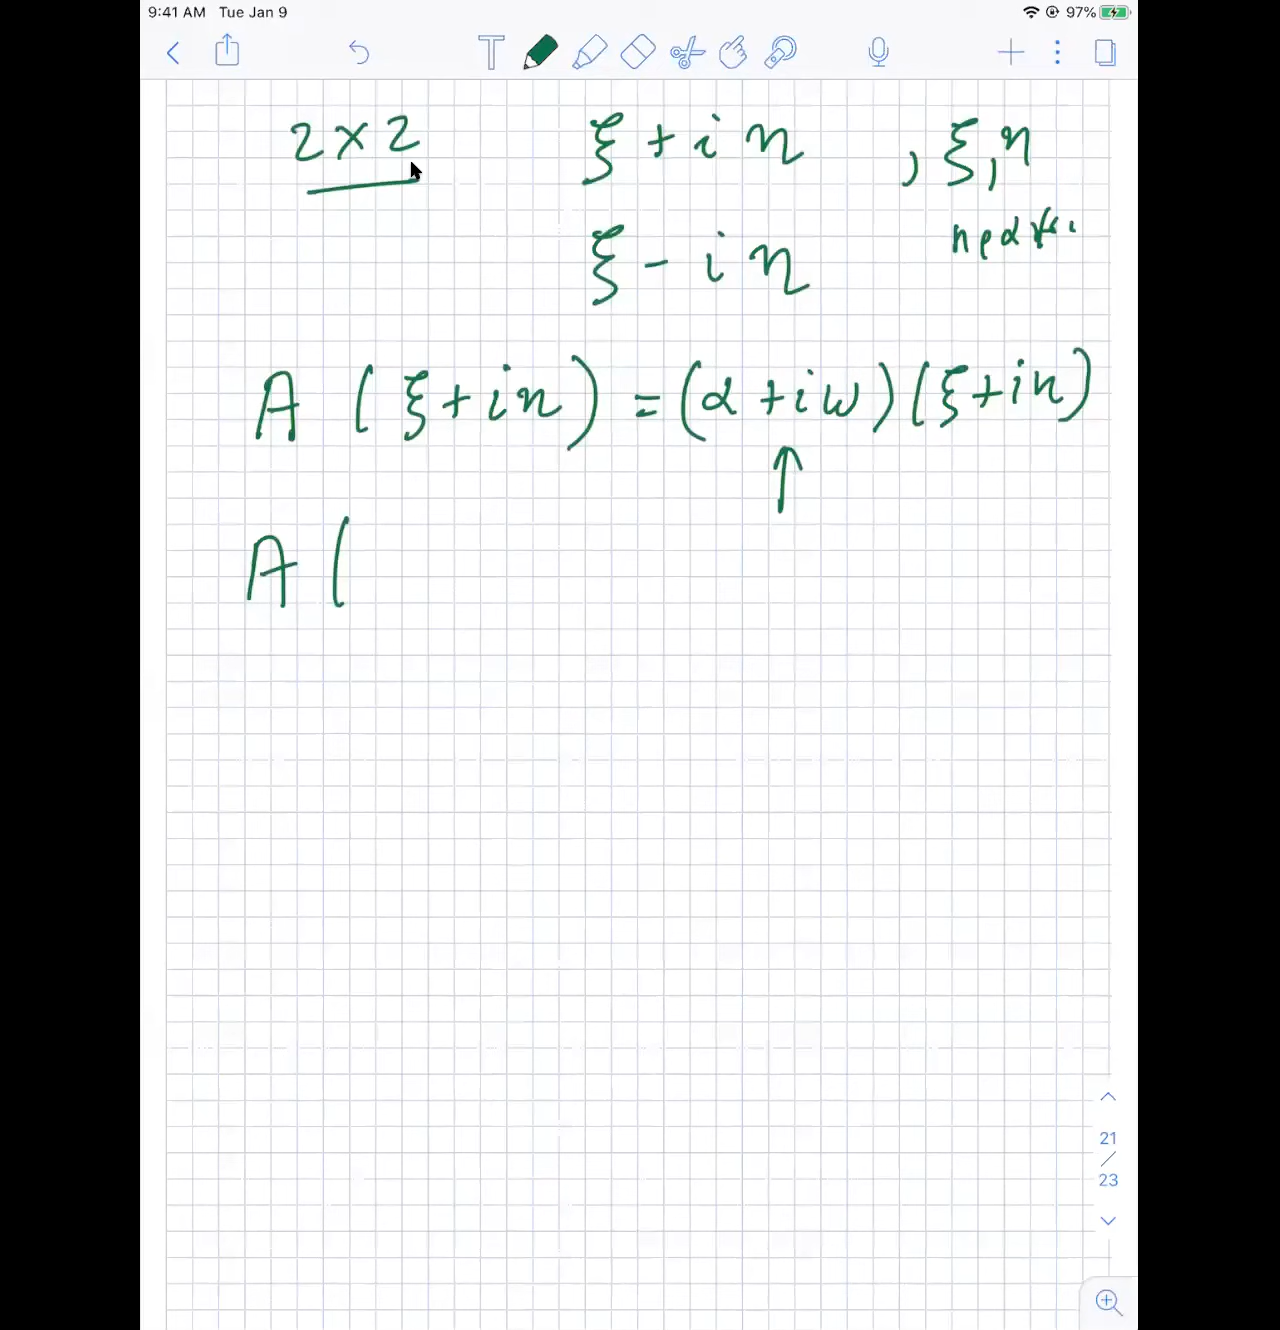 9:41 AM Tue Jan 9 97%
2 × 2 ξ + i η , ξ, η
ξ - i η
A ( ξ + i η ) = ( α + i ω ) ( ξ + i η )
↑
A (
21
/
23